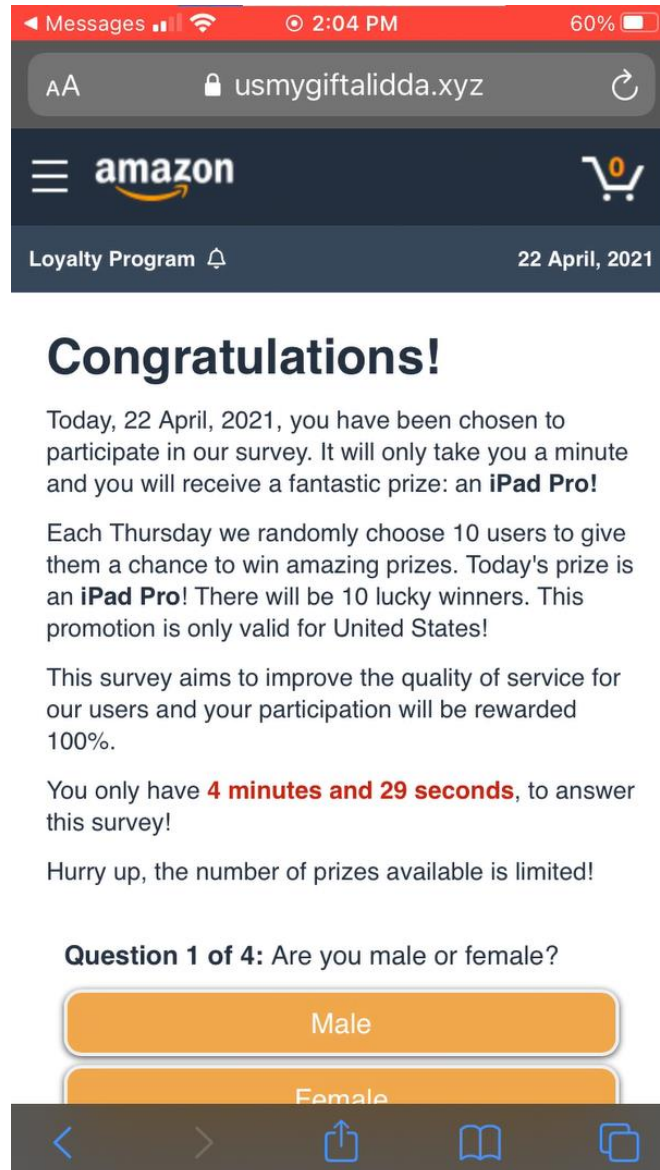 Messages 2:04 PM 60%
AA usmygiftalidda.xyz
amazon 0
Loyalty Program 22 April, 2021
Congratulations!
Today, 22 April, 2021, you have been chosen to
participate in our survey. It will only take you a minute
and you will receive a fantastic prize: an iPad Pro!
Each Thursday we randomly choose 10 users to give
them a chance to win amazing prizes. Today's prize is
an iPad Pro! There will be 10 lucky winners. This
promotion is only valid for United States!
This survey aims to improve the quality of service for
our users and your participation will be rewarded
100%.
You only have 4 minutes and 29 seconds, to answer
this survey!
Hurry up, the number of prizes available is limited!
Question 1 of 4: Are you male or female?
Male
Female